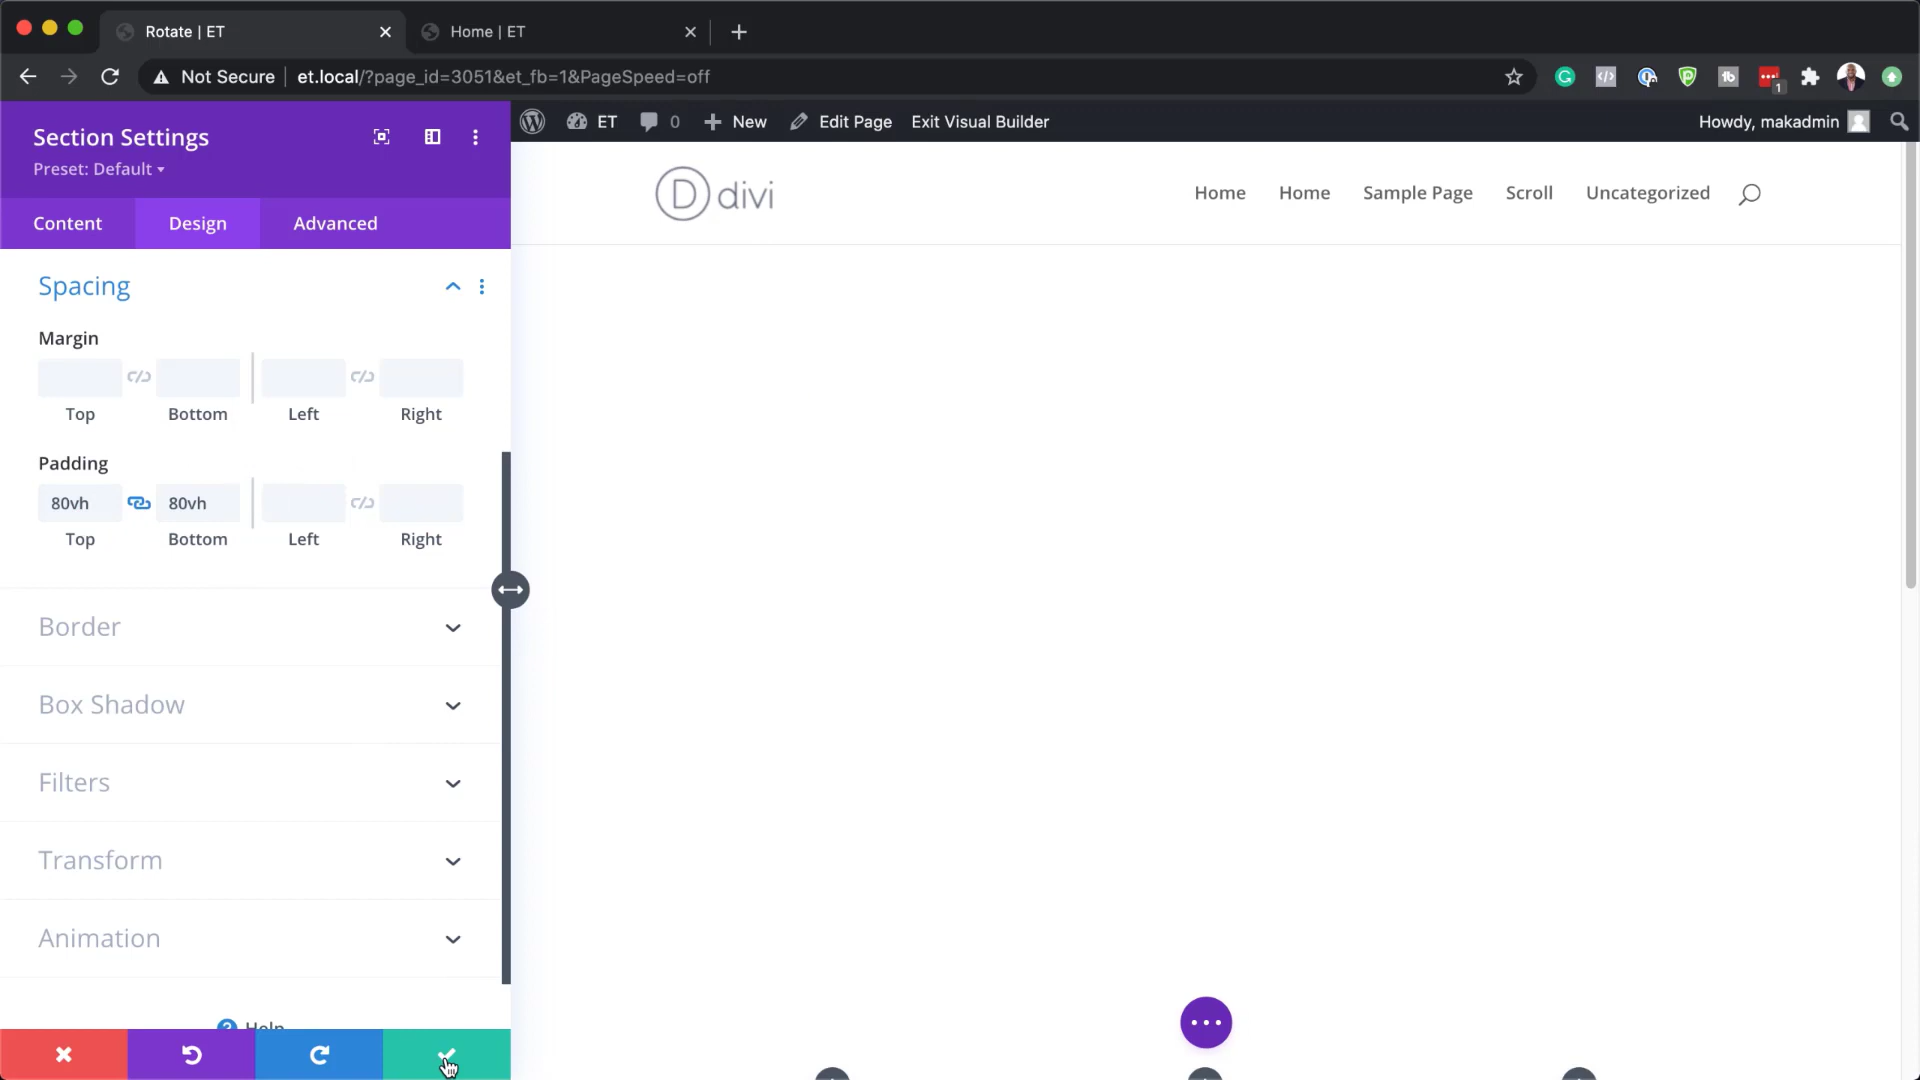 Rotate | ET
Home | ET
Not Secure
et.local/?page_id=3051&et_fb=1&PageSpeed=off
1
ET
0
New
Edit Page
Exit Visual Builder
Howdy, makadmin
Section Settings
Preset: Default
Content
Design
Advanced
D divi
Home
Home
Sample Page
Scroll
Uncategorized
Spacing
Margin
Top
Bottom
Left
Right
Padding
80vh
80vh
Top
Bottom
Left
Right
Border
Box Shadow
Filters
Transform
Animation
Help